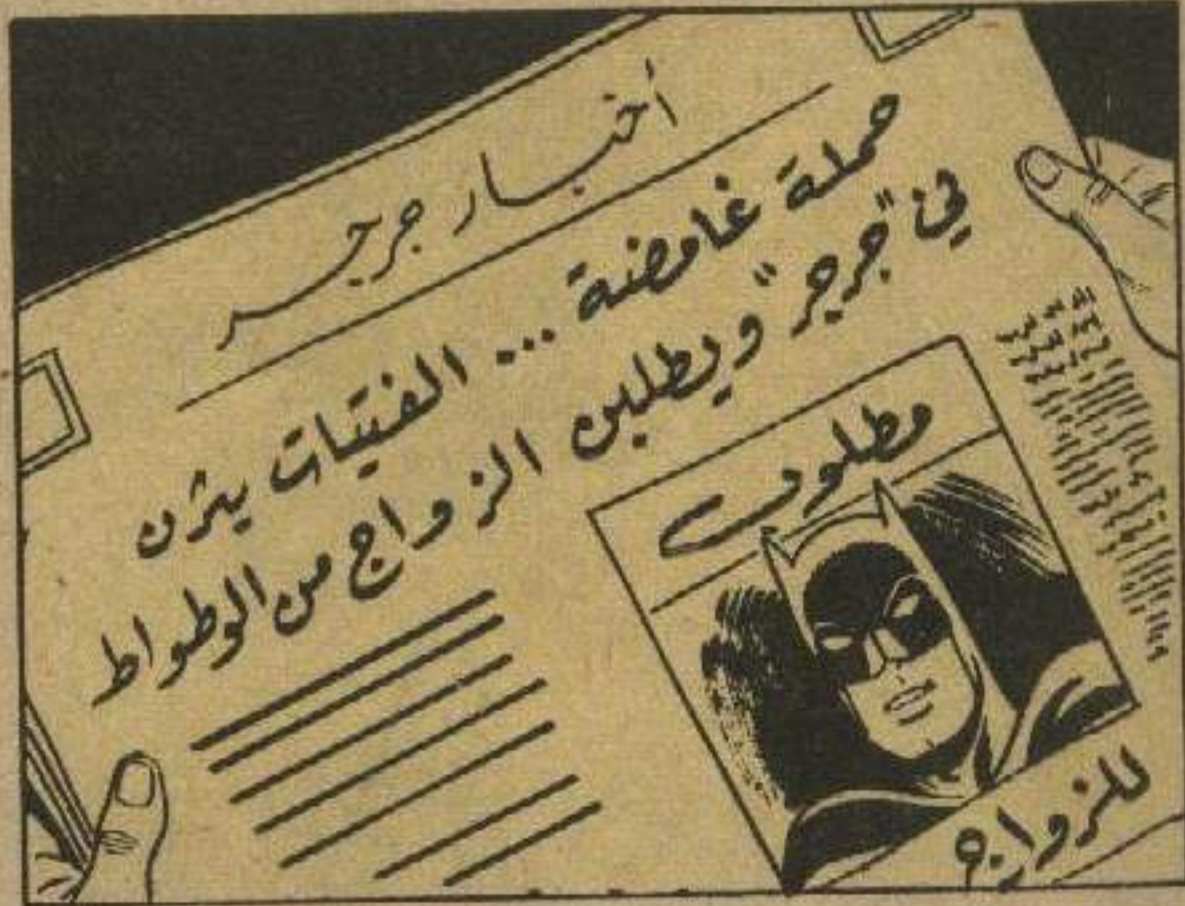 أخبار جرجر
حملة غامضة ... الفتيات يثرن
في "جرجر" ويطلبن الزواج من الوطواط
مطلوب
للزواج